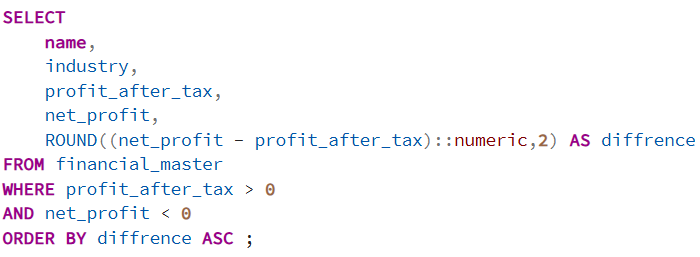 SELECT
    name,
    industry,
    profit_after_tax,
    net_profit,
    ROUND((net_profit - profit_after_tax)::numeric,2) AS diffrence
FROM financial_master
WHERE profit_after_tax > 0
AND net_profit < 0
ORDER BY diffrence ASC ;